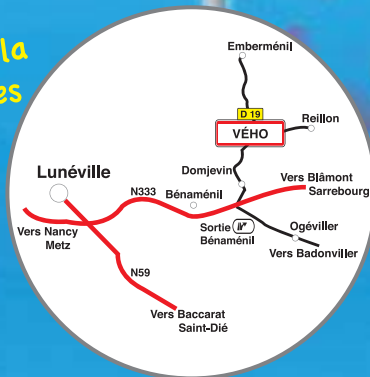 la
es
Emberménil
D 19
VÉHO
Reillon
Lunéville
Domjevin
Vers Blâmont
Sarrebourg
N333
Bénaménil
Vers Nancy
Metz
Sortie
Bénaménil
Ogéviller
Vers Badonviller
N59
Vers Baccarat
Saint-Dié